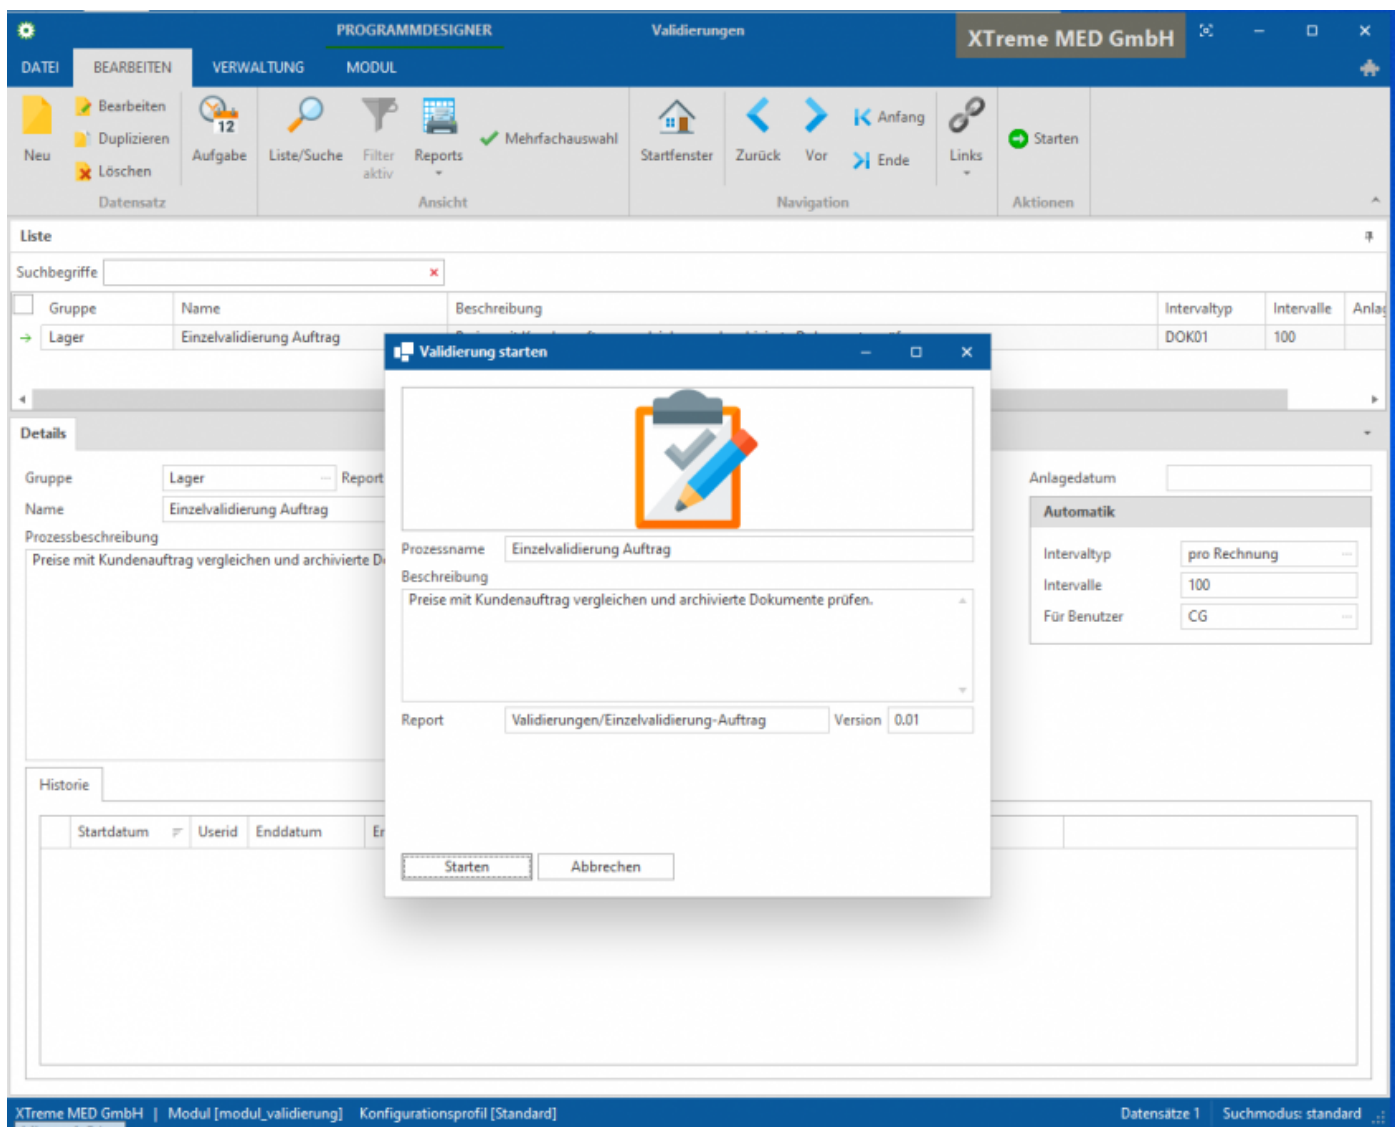 PROGRAMMDESIGNER Validierungen XTreme MED GmbH
DATEI BEARBEITEN VERWALTUNG MODUL
Neu
Bearbeiten
Duplizieren
Löschen
Datensatz
12
Aufgabe
Liste/Suche
Filter
aktiv
Reports
Mehrfachauswahl
Ansicht
Startfenster
Zurück
Vor
Anfang
Ende
Links
Navigation
Starten
Aktionen
Liste
Suchbegriffe
Gruppe Name Beschreibung Intervaltyp Intervalle
Lager Einzelvalidierung Auftrag DOK01 100
Details
Gruppe Lager Report
Name Einzelvalidierung Auftrag
Prozessbeschreibung
Preise mit Kundenauftrag vergleichen und archivierte
Anlagedatum
Automatik
Intervaltyp pro Rechnung
Intervalle 100
Für Benutzer CG
Validierung starten
Prozessname Einzelvalidierung Auftrag
Beschreibung
Preise mit Kundenauftrag vergleichen und archivierte Dokumente prüfen.
Report Validierungen/Einzelvalidierung-Auftrag Version 0.01
Starten Abbrechen
Historie
Startdatum Userid Enddatum
XTreme MED GmbH | Modul [modul_validierung] Konfigurationsprofil [Standard] Datensätze 1 Suchmodus: standard